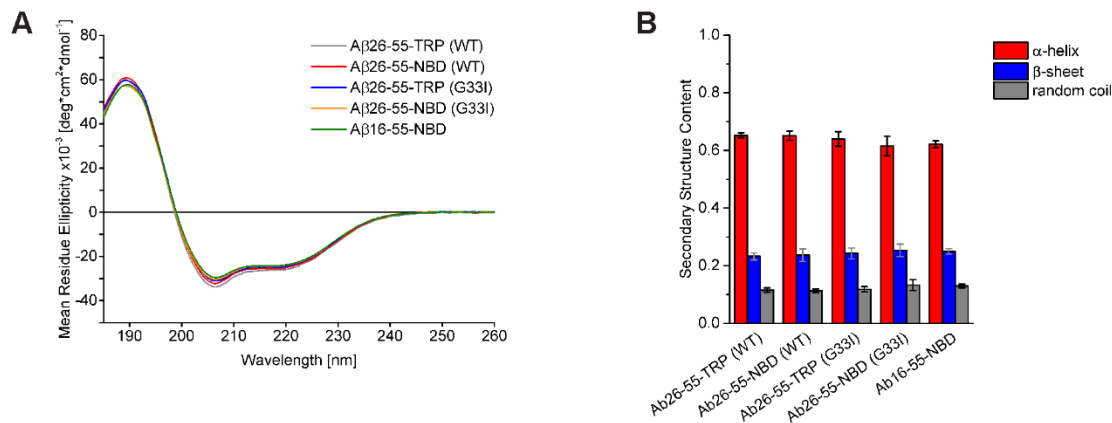 A
Mean Residue Ellipticity x10⁻³ [deg*cm²*dmol⁻¹]
80
60
40
20
0
-20
-40
190
200
210
220
230
240
250
260
Wavelength [nm]
Aβ26-55-TRP (WT)
Aβ26-55-NBD (WT)
Aβ26-55-TRP (G33I)
Aβ26-55-NBD (G33I)
Aβ16-55-NBD
B
Secondary Structure Content
1.0
0.8
0.6
0.4
0.2
0.0
Ab26-55-TRP (WT)
Ab26-55-NBD (WT)
Ab26-55-TRP (G33I)
Ab26-55-NBD (G33I)
Ab16-55-NBD
α-helix
β-sheet
random coil